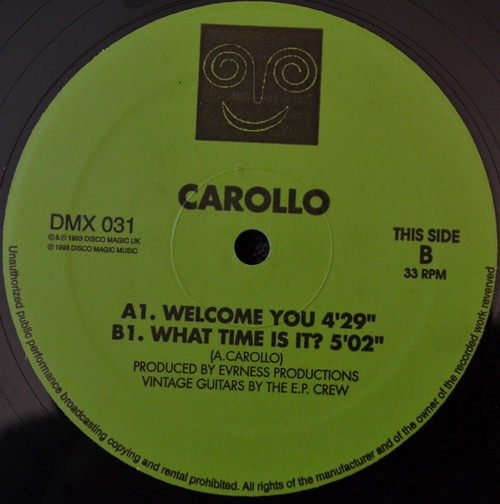 CAROLLO
DMX 031
©&℗ 1993 DISCO MAGIC UK
℗ 1993 DISCO MAGIC MUSIC
THIS SIDE
B
33 RPM
A1. WELCOME YOU 4'29"
B1. WHAT TIME IS IT? 5'02"
(A.CAROLLO)
PRODUCED BY EVRNESS PRODUCTIONS
VINTAGE GUITARS BY THE E.P. CREW
Unauthorized public performance broadcasting copying and rental prohibited. All rights of the manufacturer and of the owner of the recorded work reverved